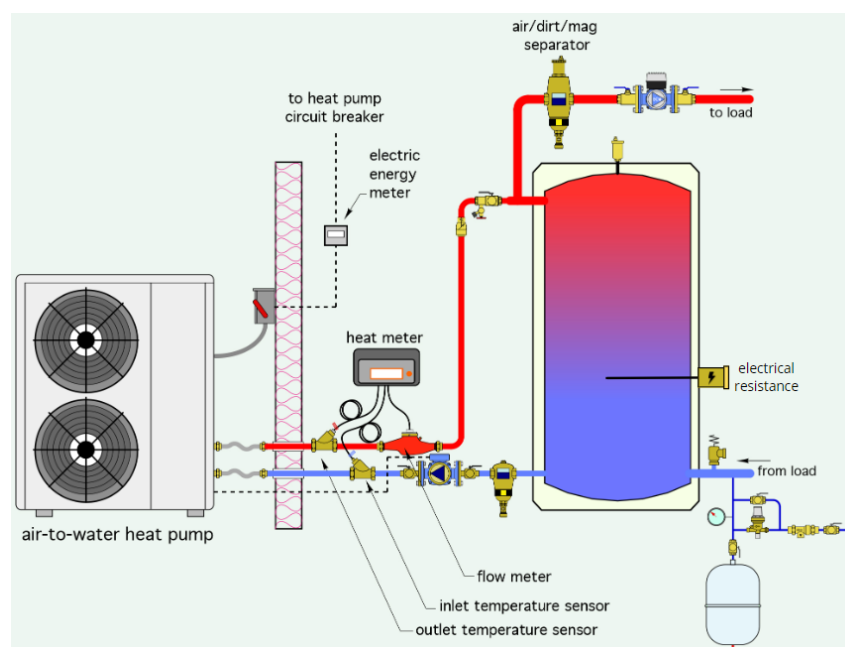 air/dirt/mag
separator
to load
to heat pump
circuit breaker
electric
energy
meter
heat meter
electrical
resistance
from load
air-to-water heat pump
flow meter
inlet temperature sensor
outlet temperature sensor